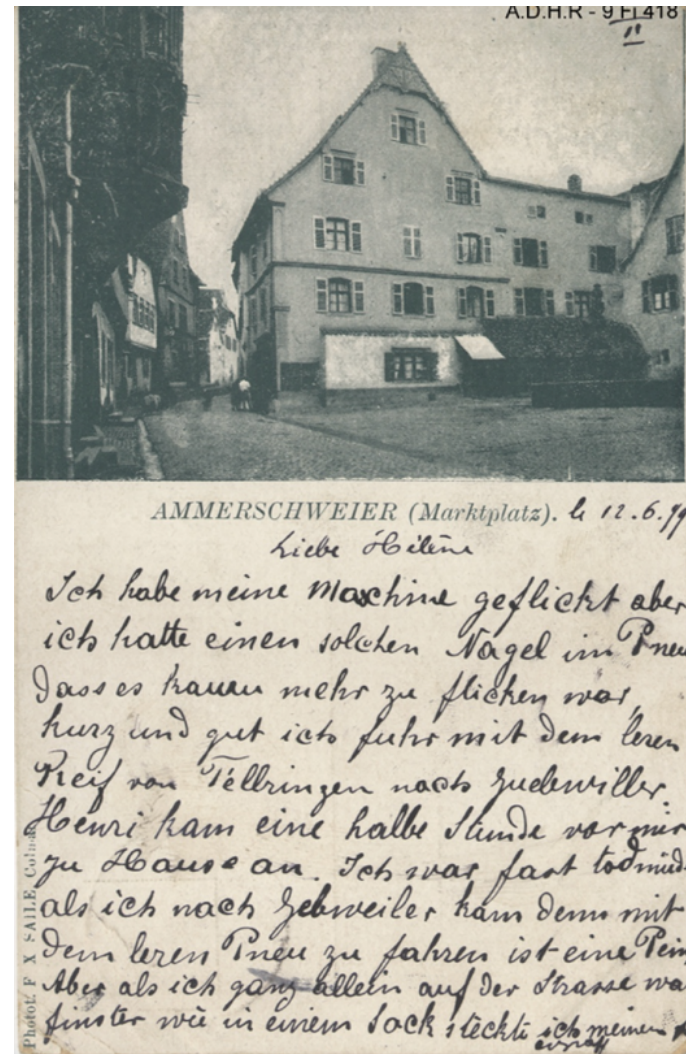 A.D.H.R - 9 FI 418
II
AMMERSCHWEIER (Marktplatz). le 12.6.99
Liebe Hélène
Ich habe meine Maschine geflickt aber
ich hatte einen solchen Nagel im Pneu
dass es kaum mehr zu flicken war,
kurz und gut ich fuhr mit dem leren
Reif von nach
Henri kam eine halbe Stunde vor mir
zu Hause an. Ich war fast todmüd
als ich nach Gebweiler kam denn mit
dem leren Pneu zu fahren ist eine Pein
Aber als ich ganz allein auf der Strasse wa
finster wie in einem Sack steckte ich meinen
Photot. F X SAILE, Colmar